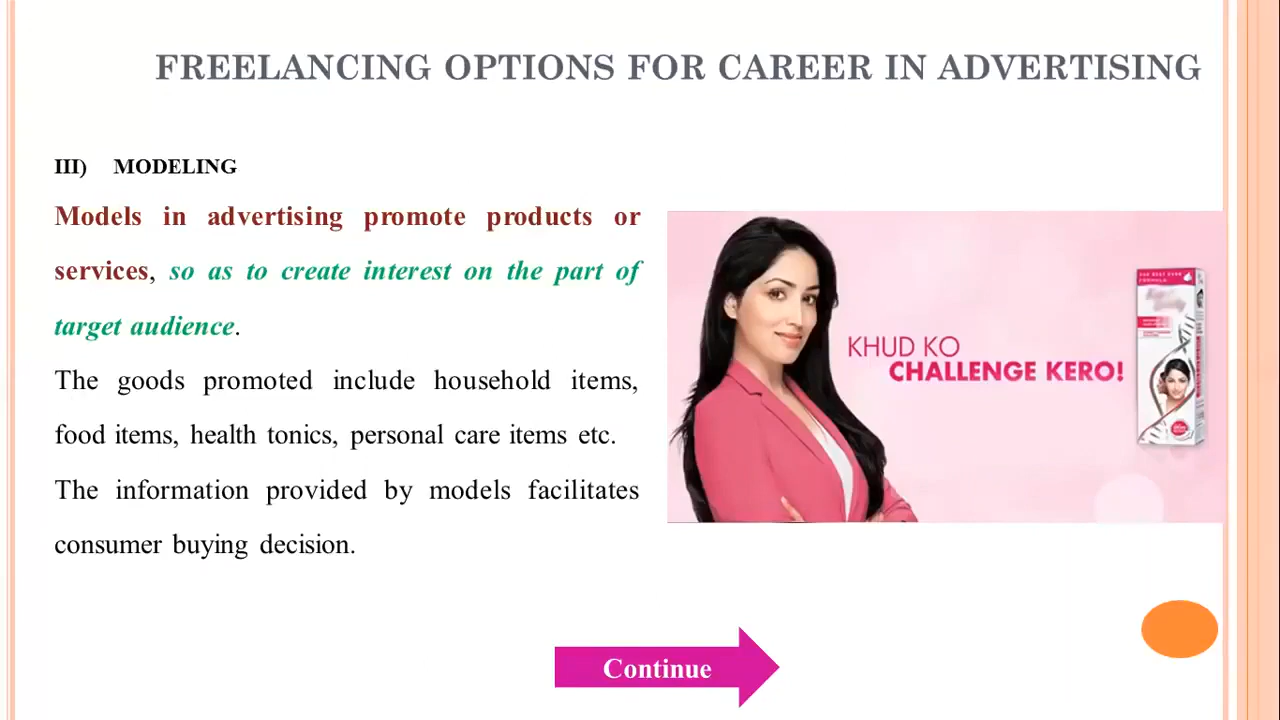 FREELANCING OPTIONS FOR CAREER IN ADVERTISING
III) MODELING
Models in advertising promote products or
services, so as to create interest on the part of
target audience.
The goods promoted include household items,
food items, health tonics, personal care items etc.
The information provided by models facilitates
consumer buying decision.
KHUD KO
CHALLENGE KERO!
Continue